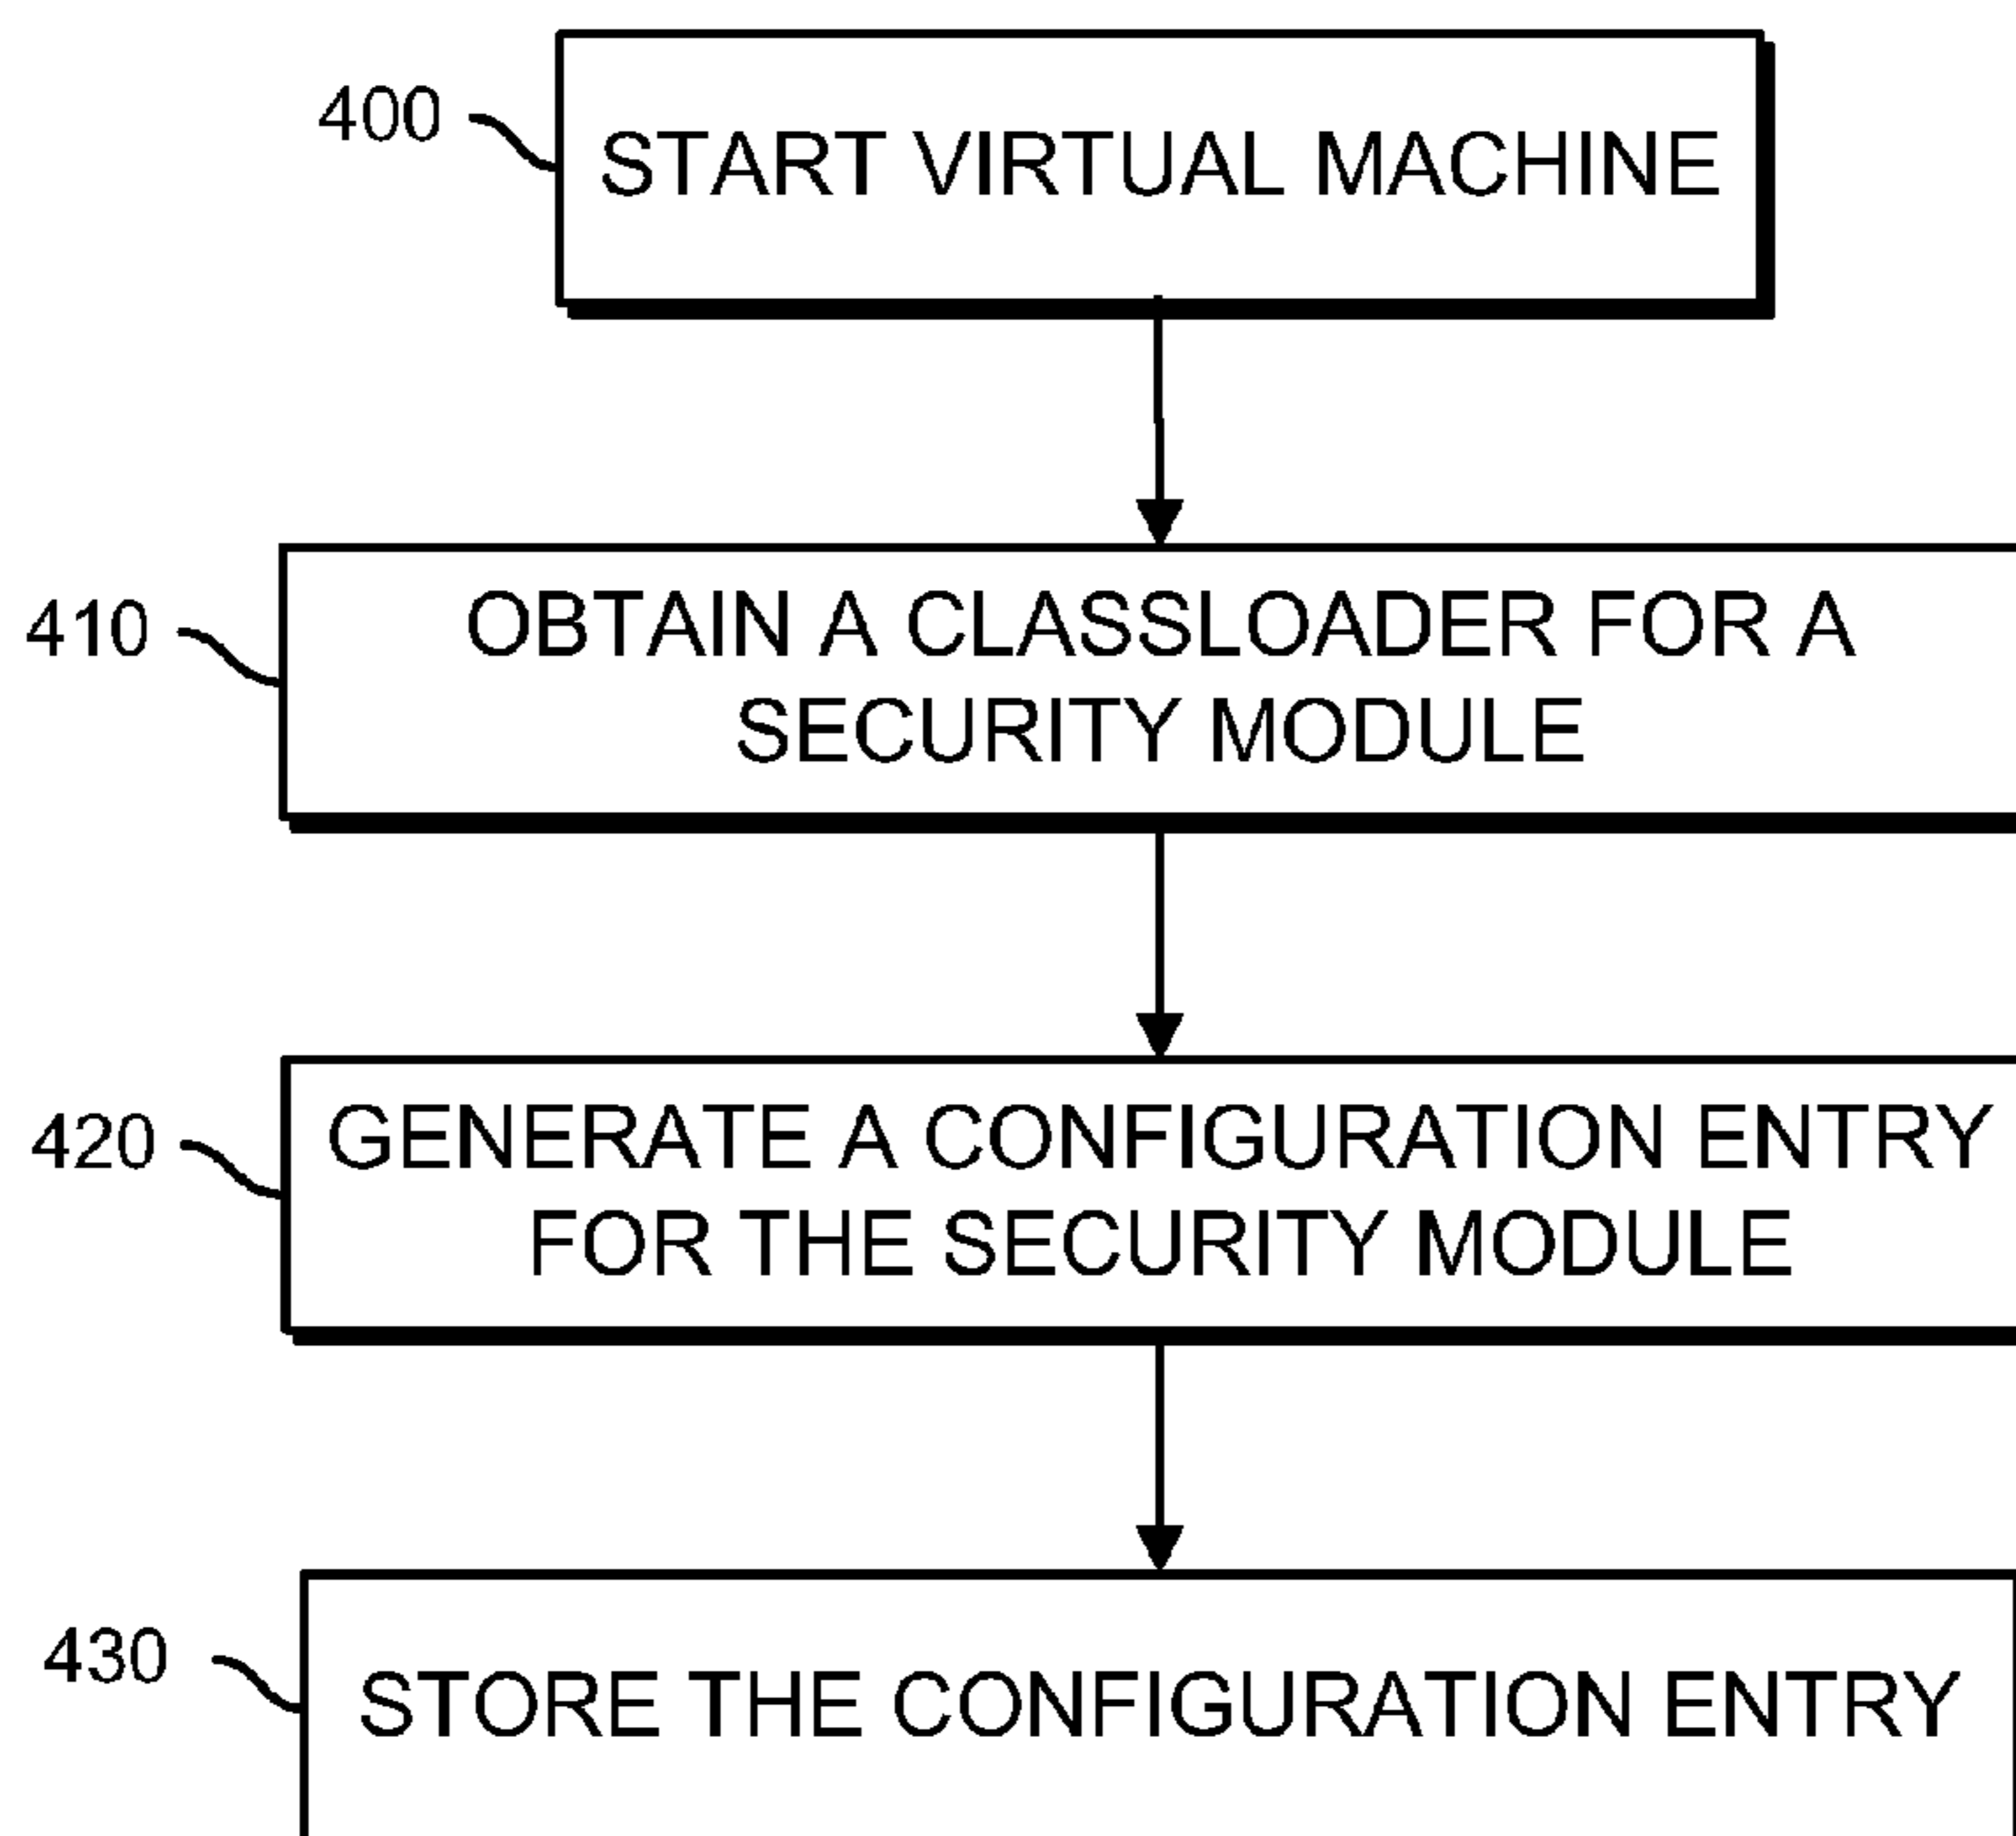 400
START VIRTUAL MACHINE
410
OBTAIN A CLASSLOADER FOR A
SECURITY MODULE
420
GENERATE A CONFIGURATION ENTRY
FOR THE SECURITY MODULE
430
STORE THE CONFIGURATION ENTRY